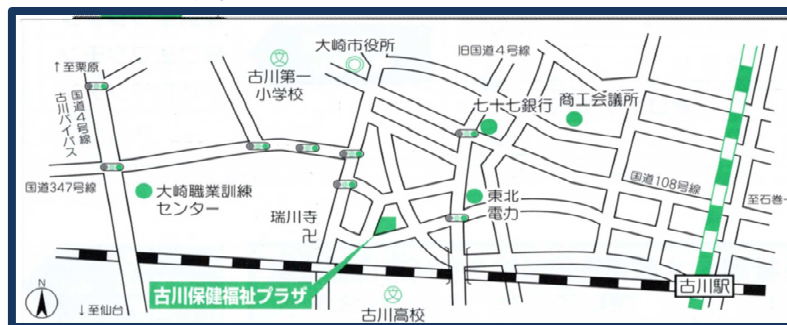 大崎市役所
旧国道4号線
↑至栗原
古川第一
小学校
国道4号線
古川バイパス
七十七銀行
商工会議所
国道347号線
大崎職業訓練
センター
瑞川寺
東北
電力
国道108号線
至石巻→
古川保健福祉プラザ
古川駅
N
↓至仙台
古川高校